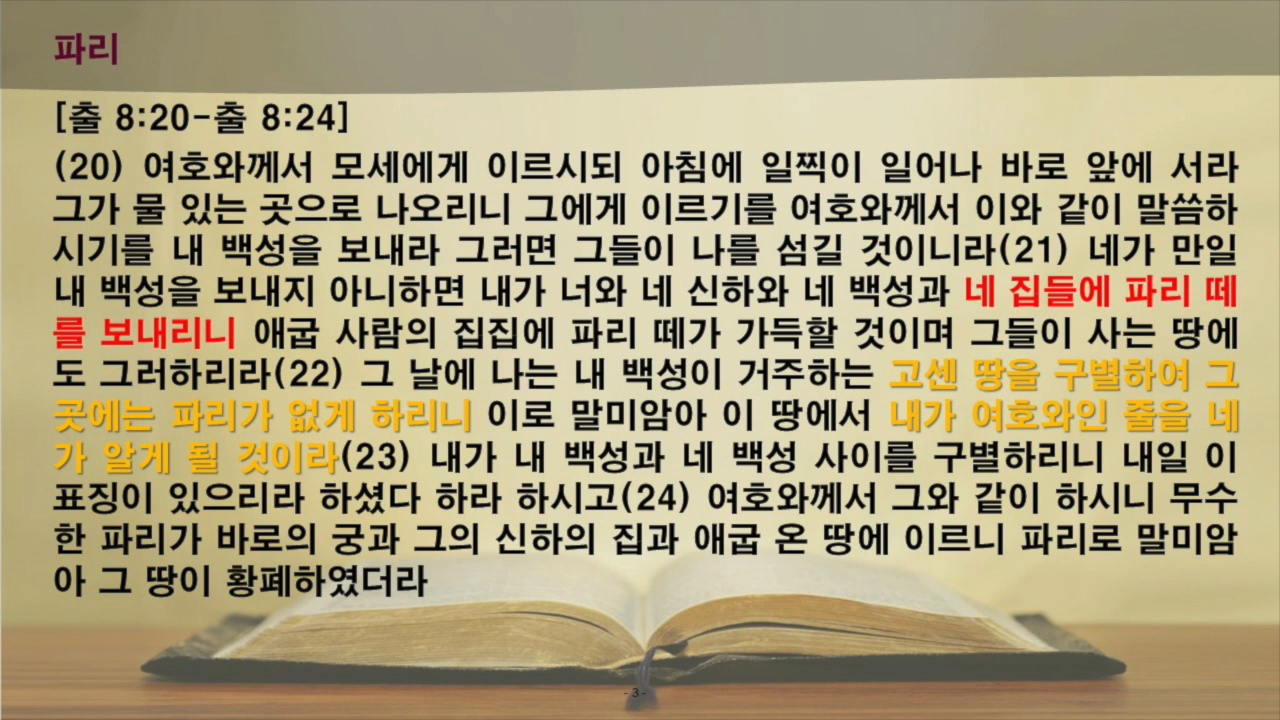 파리
[출 8:20-출 8:24]
(20) 여호와께서 모세에게 이르시되 아침에 일찍이 일어나 바로 앞에 서라
그가 물 있는 곳으로 나오리니 그에게 이르기를 여호와께서 이와 같이 말씀하
시기를 내 백성을 보내라 그러면 그들이 나를 섬길 것이니라(21) 네가 만일
내 백성을 보내지 아니하면 내가 너와 네 신하와 네 백성과 네 집들에 파리 떼
를 보내리니 애굽 사람의 집집에 파리 떼가 가득할 것이며 그들이 사는 땅에
도 그러하리라(22) 그 날에 나는 내 백성이 거주하는 고센 땅을 구별하여 그
곳에는 파리가 없게 하리니 이로 말미암아 이 땅에서 내가 여호와인 줄을 네
가 알게 될 것이라(23) 내가 내 백성과 네 백성 사이를 구별하리니 내일 이
표징이 있으리라 하셨다 하라 하시고(24) 여호와께서 그와 같이 하시니 무수
한 파리가 바로의 궁과 그의 신하의 집과 애굽 온 땅에 이르니 파리로 말미암
아 그 땅이 황폐하였더라
- 3 -